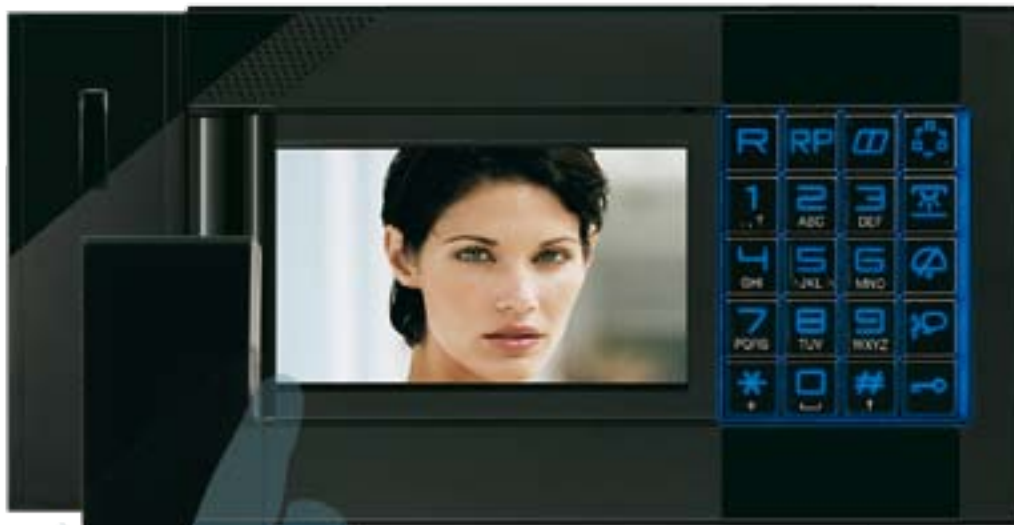 R RP
1 2 ABC 3 DEF
4 GHI 5 JKL 6 MNO
7 PQRS 8 TUV 9 WXYZ
* 0 #